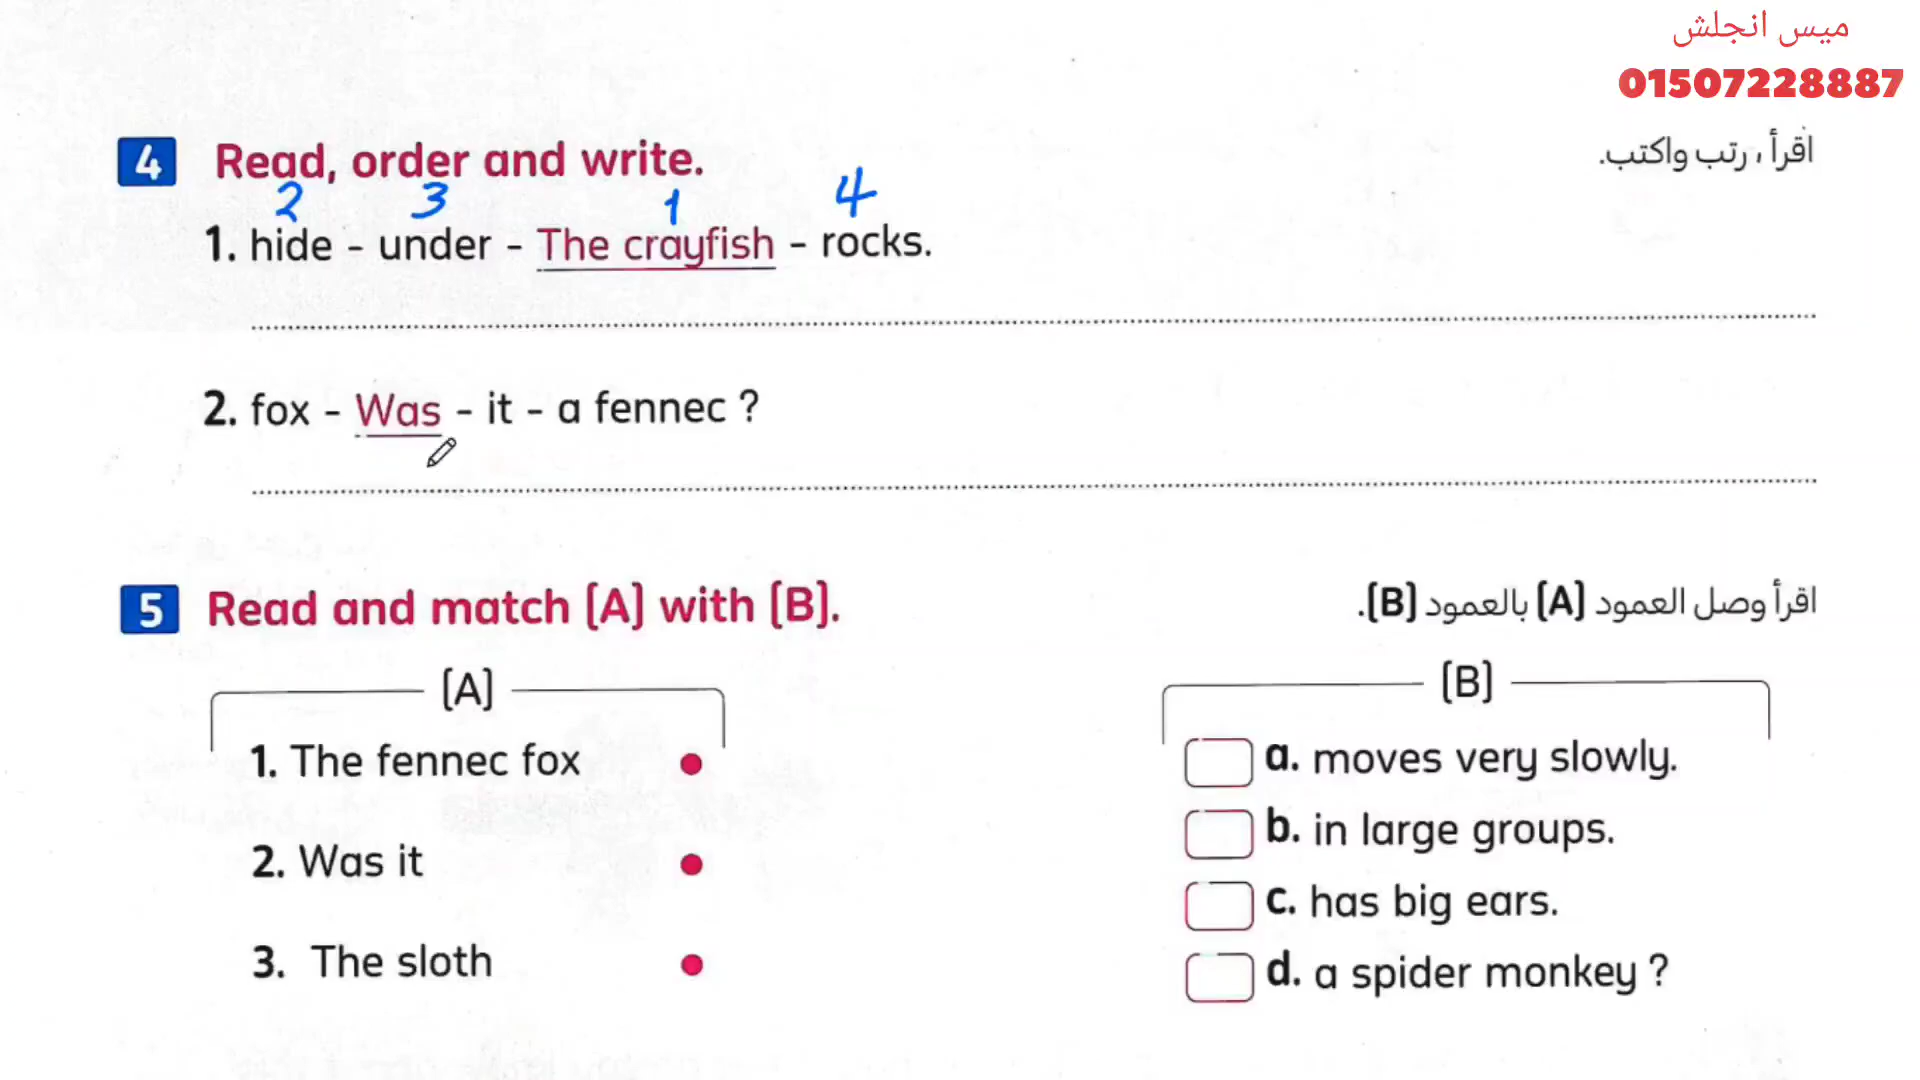 ميس انجلش
01507228887
4 Read, order and write. اقرأ، رتب واكتب.
2 3 1 4
1. hide - under - The crayfish - rocks.
2. fox - Was - it - a fennec ?
5 Read and match [A] with [B]. اقرأ وصل العمود [A] بالعمود [B].
[A] [B]
1. The fennec fox
a. moves very slowly.
b. in large groups.
2. Was it
c. has big ears.
3. The sloth
d. a spider monkey ?